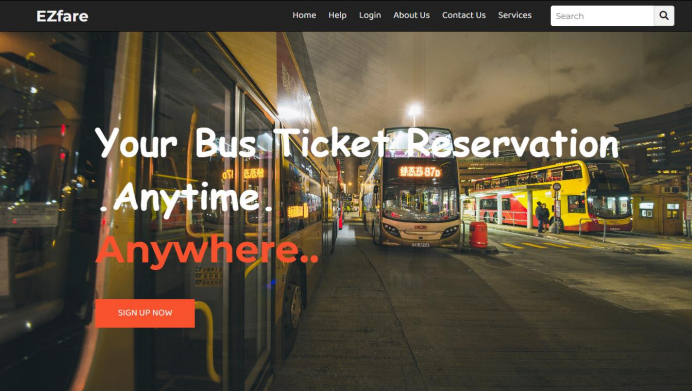 EZfare
Home Help Login About Us Contact Us Services
Search
Your Bus Ticket Reservation
.Anytime.
Anywhere..
SIGN UP NOW
87D